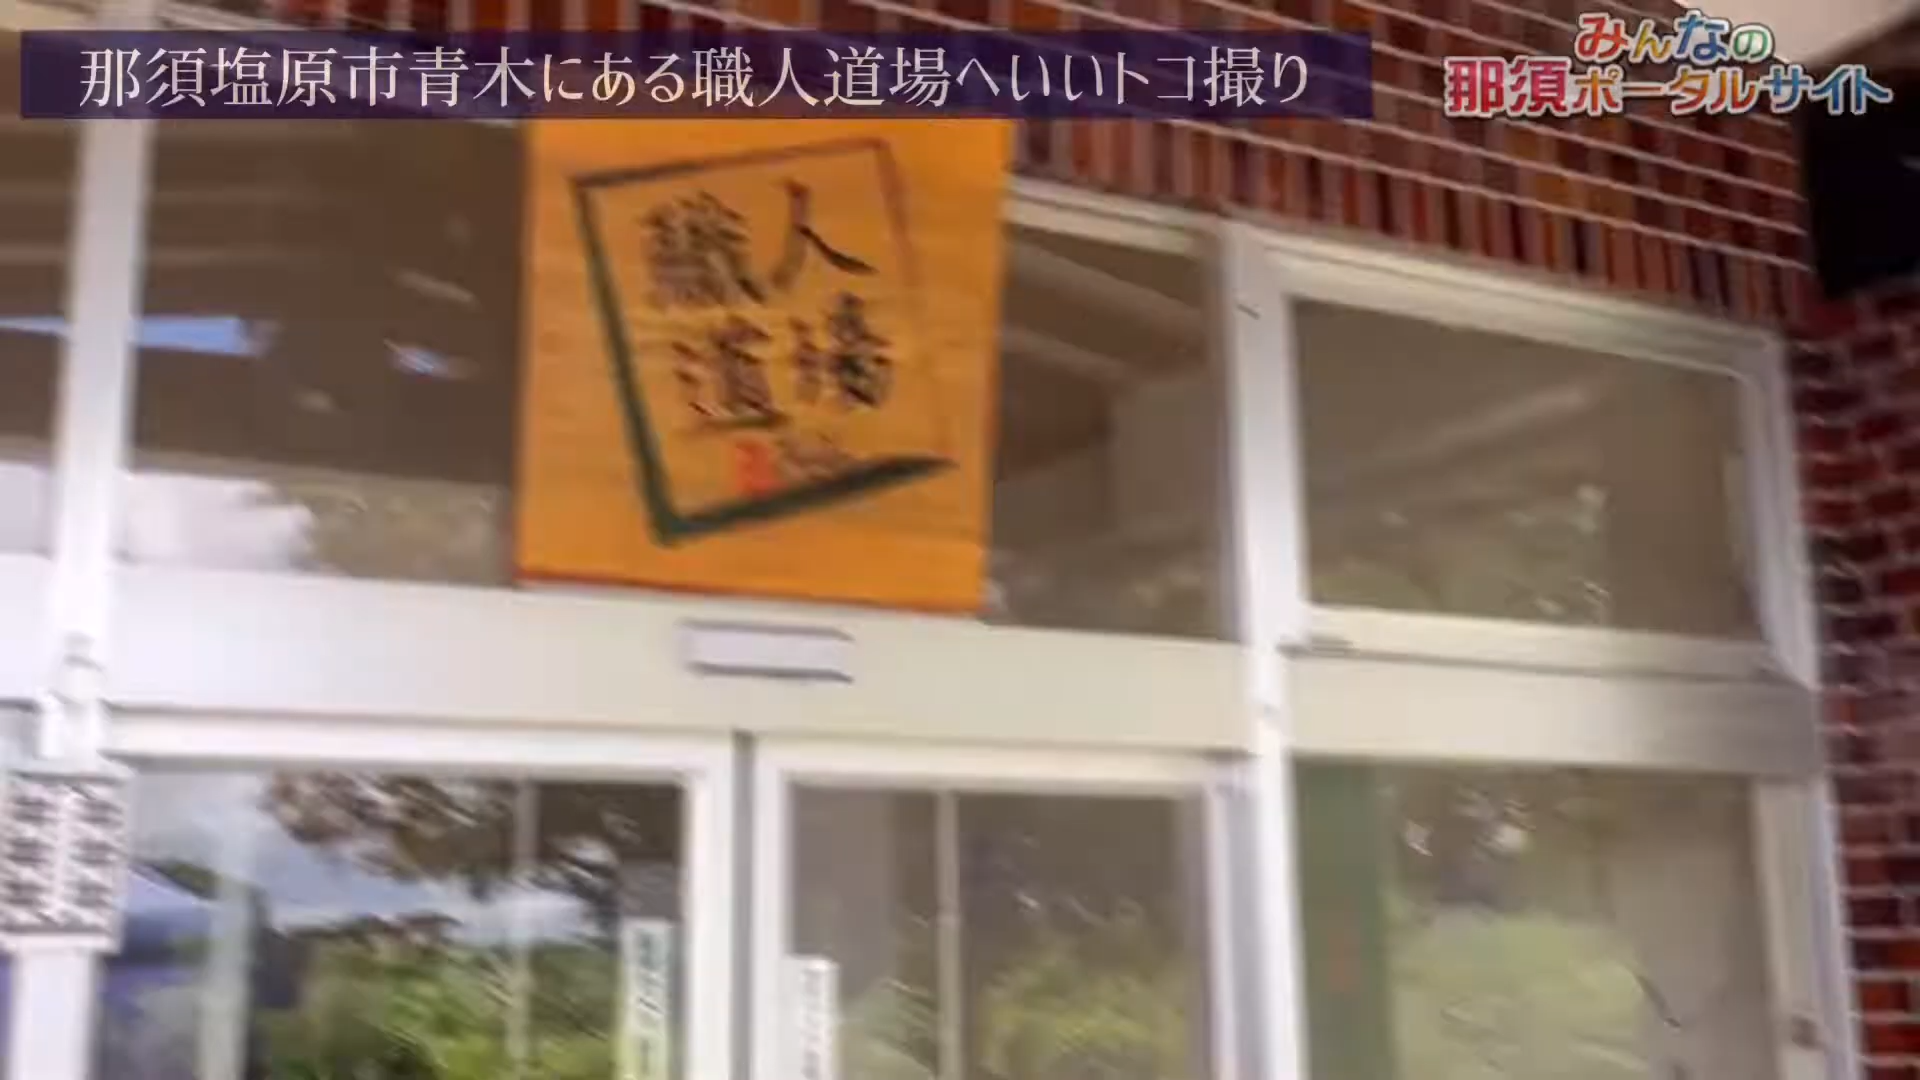 那須塩原市青木にある職人道場へいいトコ撮り
みんなの
那須ポータルサイト
職人
道場